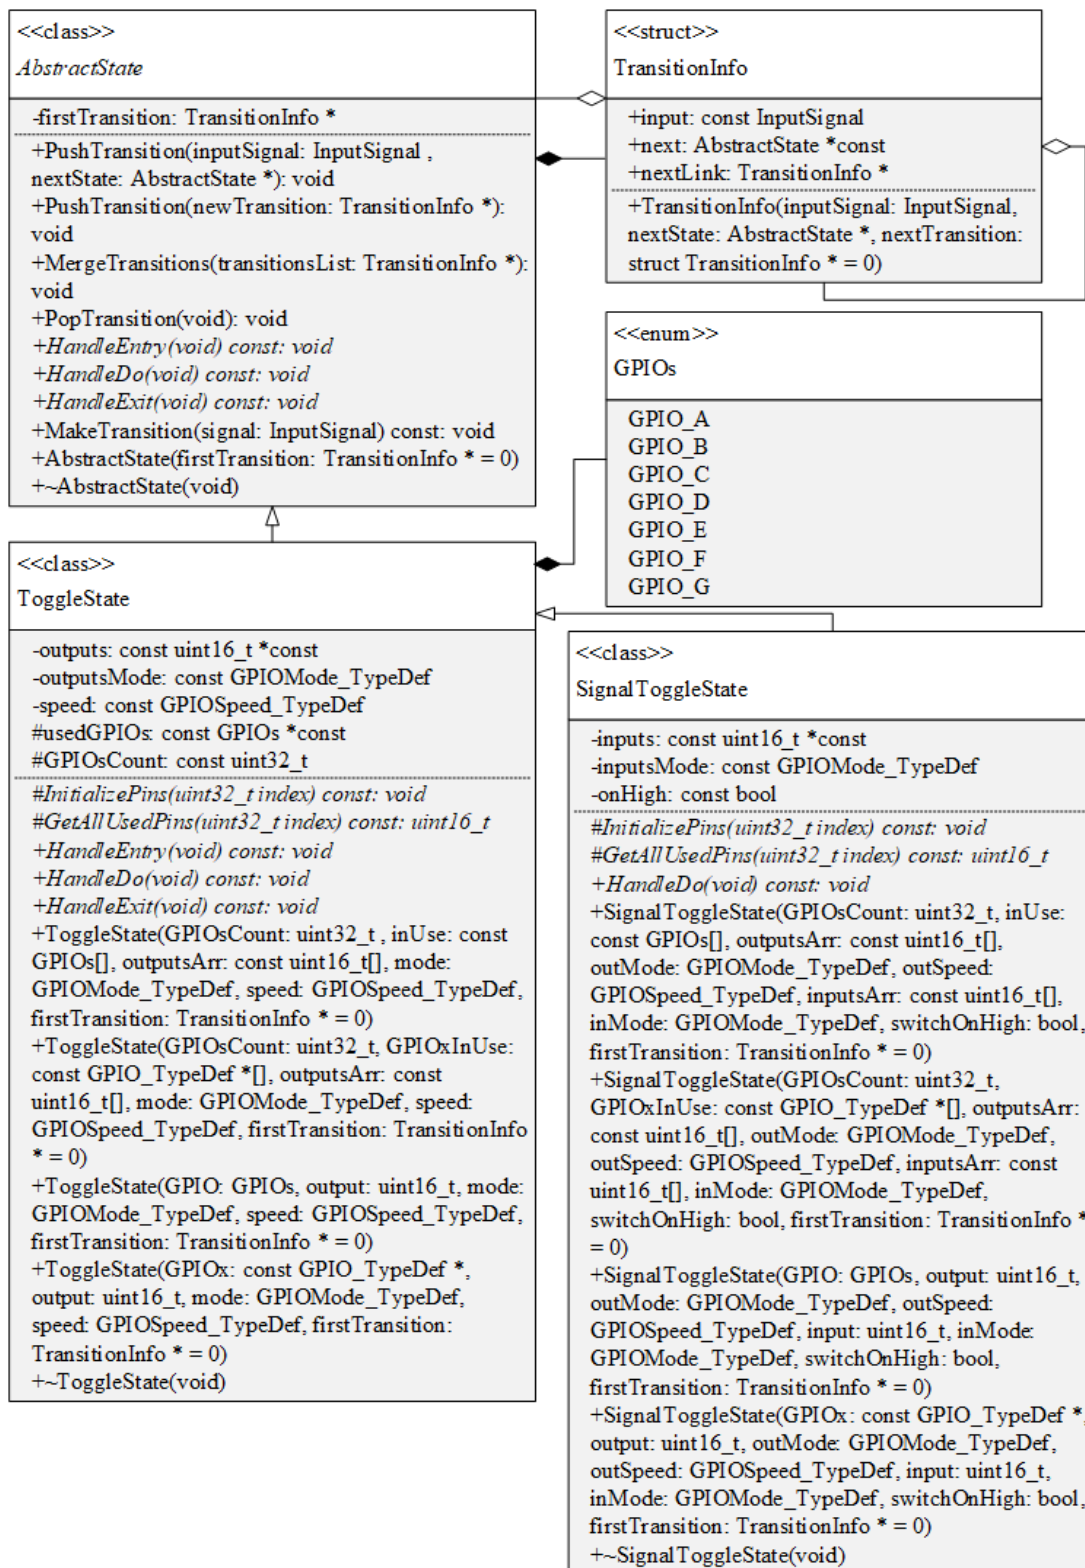 <<class>>
AbstractState
-firstTransition: TransitionInfo *
+PushTransition(inputSignal: InputSignal ,
nextState: AbstractState *): void
+PushTransition(newTransition: TransitionInfo *):
void
+MergeTransitions(transitionsList: TransitionInfo *):
void
+PopTransition(void): void
+HandleEntry(void) const: void
+HandleDo(void) const: void
+HandleExit(void) const: void
+MakeTransition(signal: InputSignal) const: void
+AbstractState(firstTransition: TransitionInfo * = 0)
+~AbstractState(void)
<<struct>>
TransitionInfo
+input: const InputSignal
+next: AbstractState *const
+nextLink: TransitionInfo *
+TransitionInfo(inputSignal: InputSignal,
nextState: AbstractState *, nextTransition:
struct TransitionInfo * = 0)
<<enum>>
GPIOs
GPIO_A
GPIO_B
GPIO_C
GPIO_D
GPIO_E
GPIO_F
GPIO_G
<<class>>
ToggleState
-outputs: const uint16_t *const
-outputsMode: const GPIOMode_TypeDef
-speed: const GPIOSpeed_TypeDef
#usedGPIOs: const GPIOs *const
#GPIOsCount: const uint32_t
#InitializePins(uint32_t index) const: void
#GetAllUsedPins(uint32_t index) const: uint16_t
+HandleEntry(void) const: void
+HandleDo(void) const: void
+HandleExit(void) const: void
+ToggleState(GPIOsCount: uint32_t , inUse: const
GPIOs[], outputsArr: const uint16_t[], mode:
GPIOMode_TypeDef, speed: GPIOSpeed_TypeDef,
firstTransition: TransitionInfo * = 0)
+ToggleState(GPIOsCount: uint32_t, GPIOxInUse:
const GPIO_TypeDef *[], outputsArr: const
uint16_t[], mode: GPIOMode_TypeDef, speed:
GPIOSpeed_TypeDef, firstTransition: TransitionInfo
* = 0)
+ToggleState(GPIO: GPIOs, output: uint16_t, mode:
GPIOMode_TypeDef, speed: GPIOSpeed_TypeDef,
firstTransition: TransitionInfo * = 0)
+ToggleState(GPIOx: const GPIO_TypeDef *,
output: uint16_t, mode: GPIOMode_TypeDef,
speed: GPIOSpeed_TypeDef, firstTransition:
TransitionInfo * = 0)
+~ToggleState(void)
<<class>>
SignalToggleState
-inputs: const uint16_t *const
-inputsMode: const GPIOMode_TypeDef
-onHigh: const bool
#InitializePins(uint32_t index) const: void
#GetAllUsedPins(uint32_t index) const: uint16_t
+HandleDo(void) const: void
+SignalToggleState(GPIOsCount: uint32_t, inUse:
const GPIOs[], outputsArr: const uint16_t[],
outMode: GPIOMode_TypeDef, outSpeed:
GPIOSpeed_TypeDef, inputsArr: const uint16_t[],
inMode: GPIOMode_TypeDef, switchOnHigh: bool,
firstTransition: TransitionInfo * = 0)
+SignalToggleState(GPIOsCount: uint32_t,
GPIOxInUse: const GPIO_TypeDef *[], outputsArr:
const uint16_t[], outMode: GPIOMode_TypeDef,
outSpeed: GPIOSpeed_TypeDef, inputsArr: const
uint16_t[], inMode: GPIOMode_TypeDef,
switchOnHigh: bool, firstTransition: TransitionInfo *
= 0)
+SignalToggleState(GPIO: GPIOs, output: uint16_t,
outMode: GPIOMode_TypeDef, outSpeed:
GPIOSpeed_TypeDef, input: uint16_t, inMode:
GPIOMode_TypeDef, switchOnHigh: bool,
firstTransition: TransitionInfo * = 0)
+SignalToggleState(GPIOx: const GPIO_TypeDef *,
output: uint16_t, outMode: GPIOMode_TypeDef,
outSpeed: GPIOSpeed_TypeDef, input: uint16_t,
inMode: GPIOMode_TypeDef, switchOnHigh: bool,
firstTransition: TransitionInfo * = 0)
+~SignalToggleState(void)